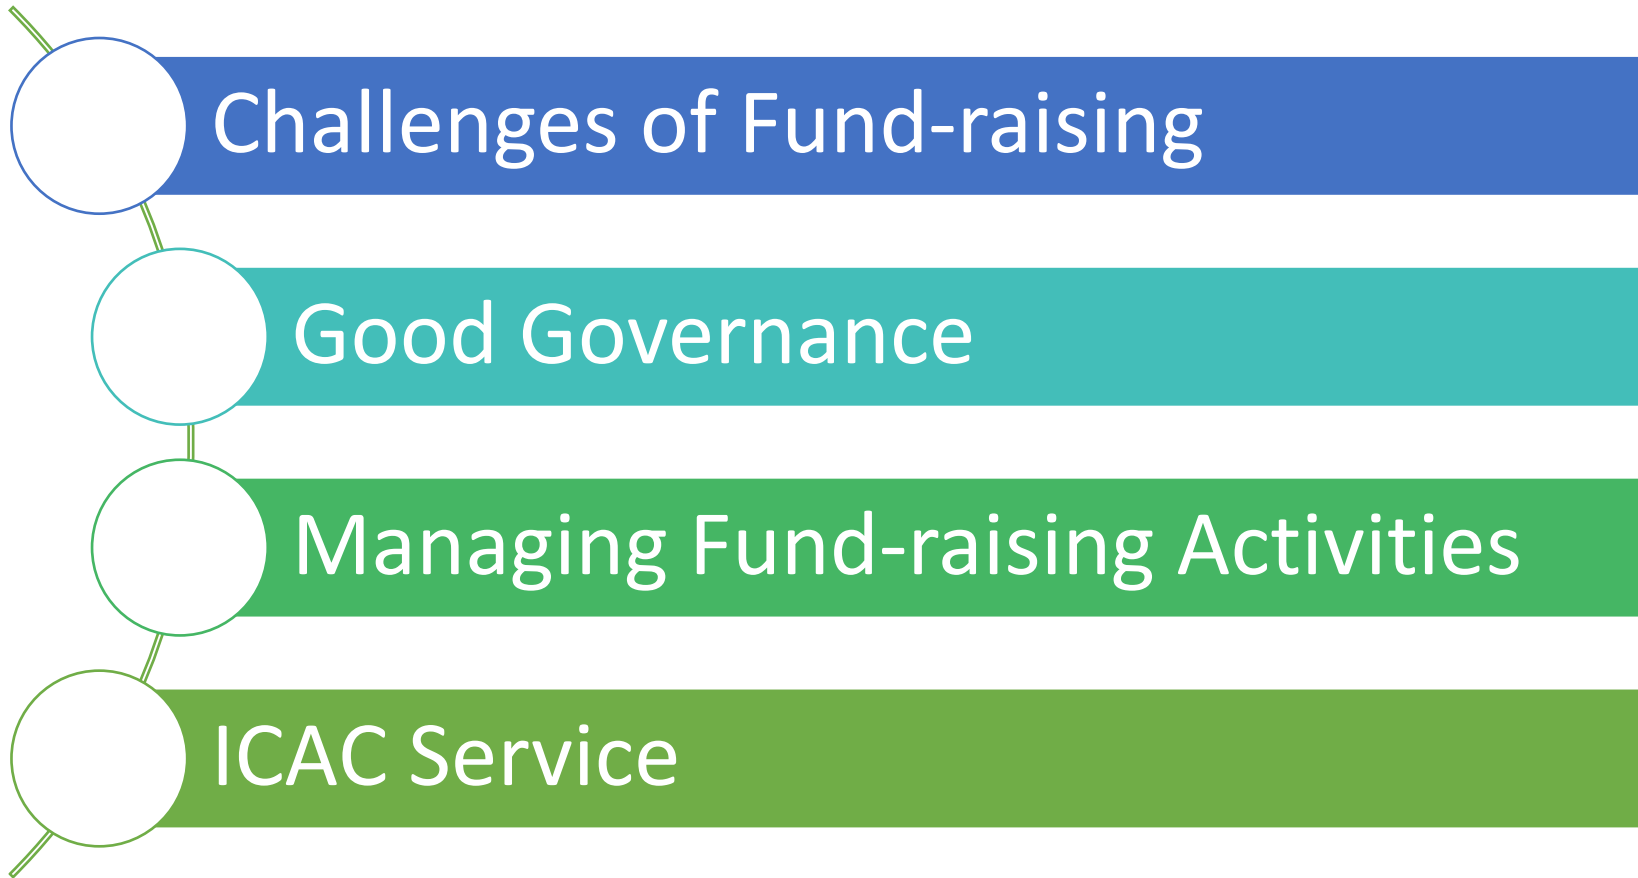 Challenges of Fund-raising
Good Governance
Managing Fund-raising Activities
ICAC Service